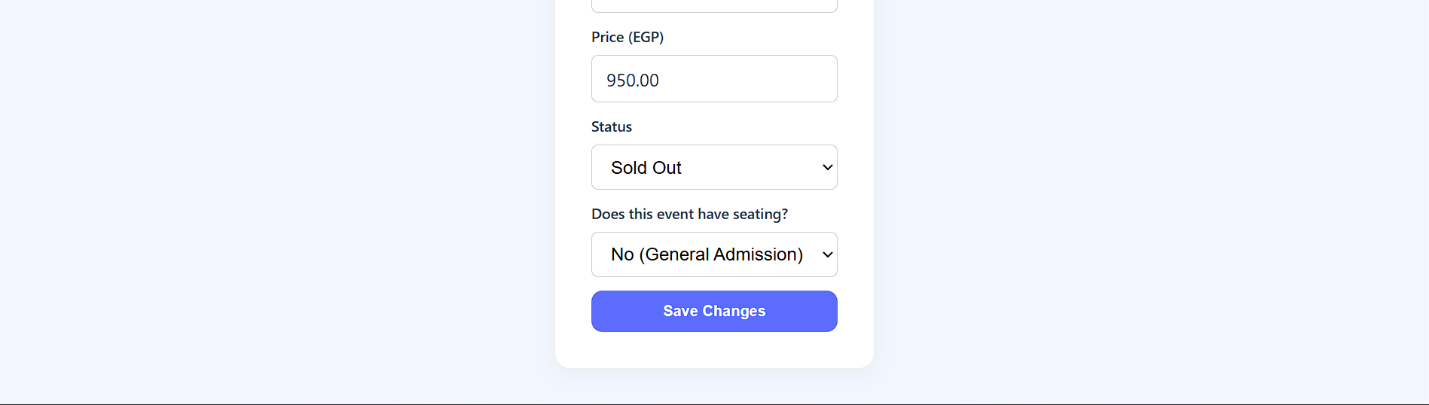 Price (EGP)
950.00
Status
Sold Out
Does this event have seating?
No (General Admission)
Save Changes